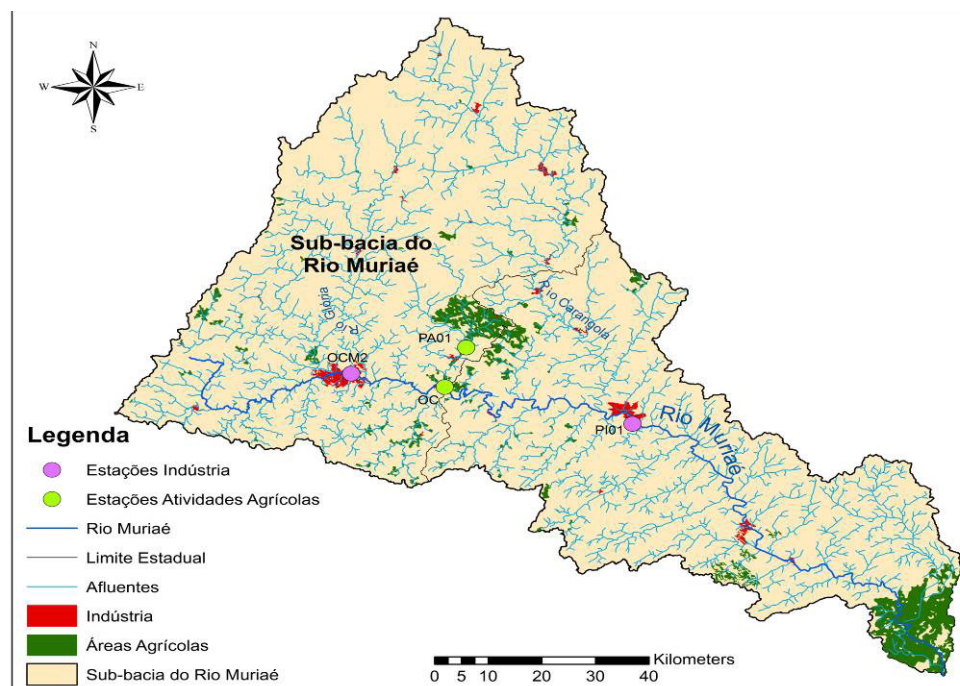 N
W E
S
Sub-bacia do
Rio Muriaé
Rio Glória
Rio Carangola
PA01
OCM2
OC
PI01
Rio Muriaé
Legenda
Estações Indústria
Estações Atividades Agrícolas
Rio Muriaé
Limite Estadual
Afluentes
Indústria
Áreas Agrícolas
Sub-bacia do Rio Muriaé
Kilometers
0 5 10 20 30 40